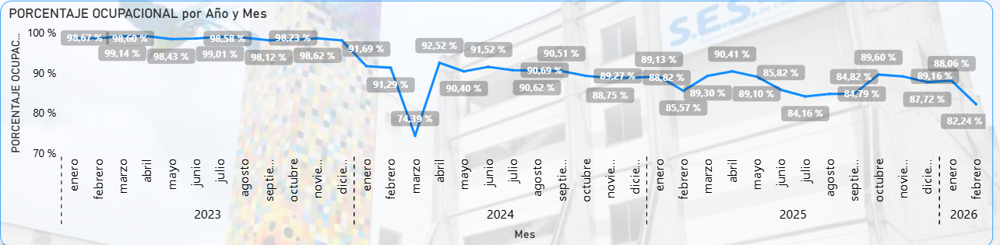 PORCENTAJE OCUPACIONAL por Año y Mes
PORCENTAJE OCUPAC...
100 %
90 %
80 %
70 %
98,67 %
99,14 %
98,60 %
98,43 %
99,01 %
98,58 %
98,12 %
98,23 %
98,62 %
91,69 %
91,29 %
74,39 %
92,52 %
90,40 %
91,52 %
90,62 %
90,69 %
90,51 %
88,75 %
89,27 %
89,13 %
88,82 %
85,57 %
89,30 %
90,41 %
89,10 %
85,82 %
84,16 %
84,82 %
84,79 %
89,60 %
89,16 %
87,72 %
88,06 %
82,24 %
S.E.S.
enero
febrero
marzo
abril
mayo
junio
julio
agosto
septie...
octubre
novie...
dicie...
enero
febrero
marzo
abril
mayo
junio
julio
agosto
septie...
octubre
novie...
dicie...
enero
febrero
marzo
abril
mayo
junio
julio
agosto
septie...
octubre
novie...
dicie...
enero
febrero
2023
2024
2025
2026
Mes